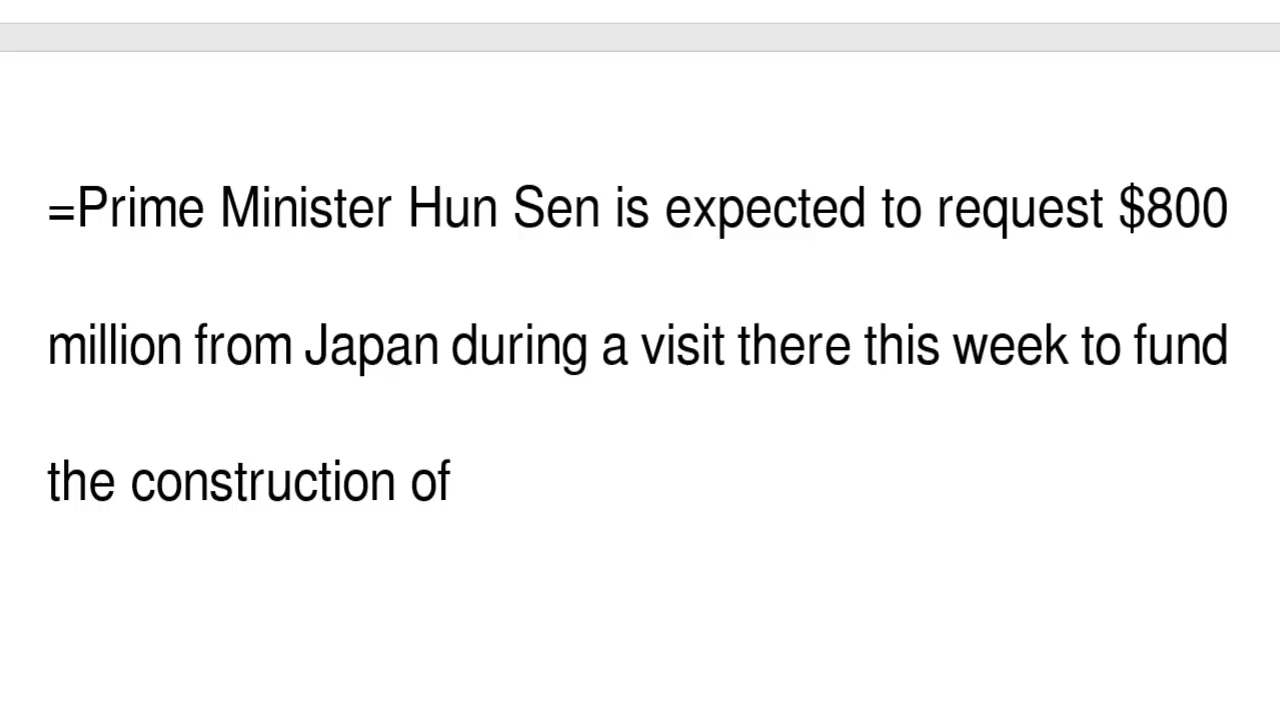 =Prime Minister Hun Sen is expected to request $800
million from Japan during a visit there this week to fund
the construction of